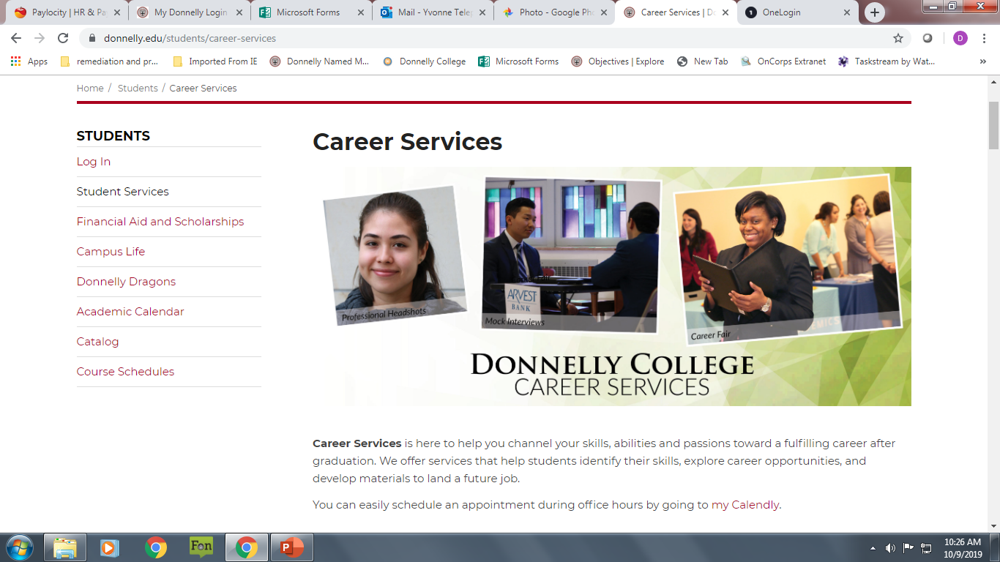 Paylocity | HR & Pa
My Donnelly Login
Microsoft Forms
Mail - Yvonne Telep
Photo - Google Pho
Career Services | Do
OneLogin
donnelly.edu/students/career-services
D
Apps
remediation and pr...
Imported From IE
Donnelly Named M...
Donnelly College
Microsoft Forms
Objectives | Explore
New Tab
OnCorps Extranet
Taskstream by Wat...
»
Home / Students / Career Services
STUDENTS
Log In
Student Services
Financial Aid and Scholarships
Campus Life
Donnelly Dragons
Academic Calendar
Catalog
Course Schedules
Career Services
Professional Headshots
ARVEST
BANK
Mock Interviews
Career Fair
DONNELLY COLLEGE
CAREER SERVICES
Career Services is here to help you channel your skills, abilities and passions toward a fulfilling career after
graduation. We offer services that help students identify their skills, explore career opportunities, and
develop materials to land a future job.
You can easily schedule an appointment during office hours by going to my Calendly.
Fon
P
10:26 AM
10/9/2019